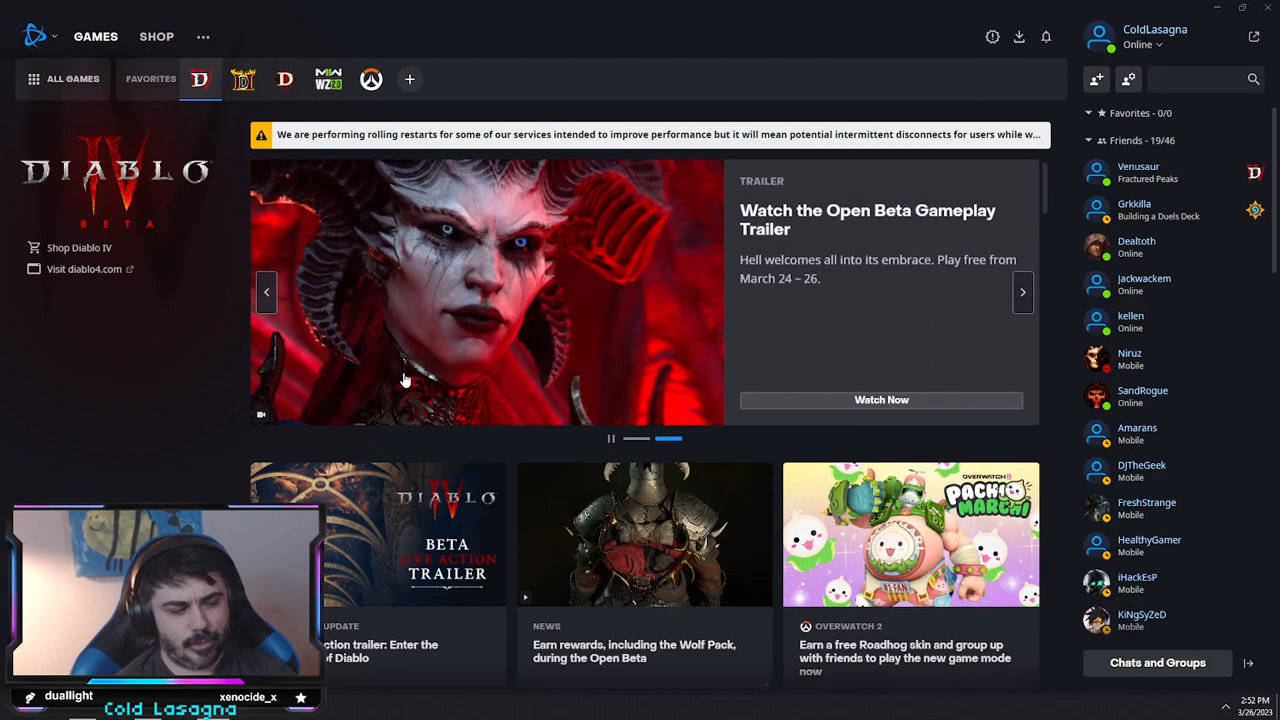 GAMES
SHOP
ALL GAMES
FAVORITES
DIABLO
IV
BETA
Shop Diablo IV
Visit diablo4.com
We are performing rolling restarts for some of our services intended to improve performance but it will mean potential intermittent disconnects for users while w...
TRAILER
Watch the Open Beta Gameplay
Trailer
Hell welcomes all into its embrace. Play free from
March 24 – 26.
Watch Now
DIABLO
IV
BETA
LIVE ACTION
TRAILER
UPDATE
ction trailer: Enter the
of Diablo
NEWS
Earn rewards, including the Wolf Pack,
during the Open Beta
OVERWATCH 2
PACHI
MARCHI
OVERWATCH 2
Earn a free Roadhog skin and group up
with friends to play the new game mode
now
ColdLasagna
Online
Favorites - 0/0
Friends - 19/46
Venusaur
Fractured Peaks
Grkkilla
Building a Duels Deck
Dealtoth
Online
Jackwackem
Online
kellen
Online
Niruz
Mobile
SandRogue
Online
Amarans
Mobile
DJTheGeek
Mobile
FreshStrange
Mobile
HealthyGamer
Mobile
iHackEsP
Mobile
KiNgSyZeD
Mobile
Chats and Groups
duallight
xenocide_x
Cold Lasagna
2:52 PM
3/26/2023